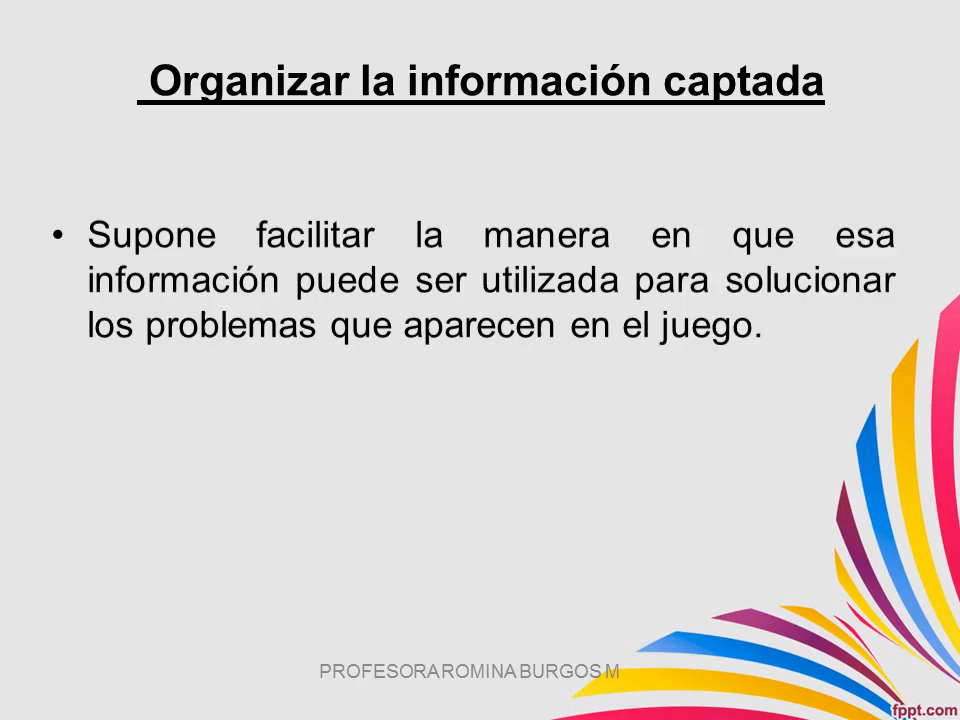 Organizar la información captada
• Supone facilitar la manera en que esa
información puede ser utilizada para solucionar
los problemas que aparecen en el juego.
PROFESORA ROMINA BURGOS M
fppt.com